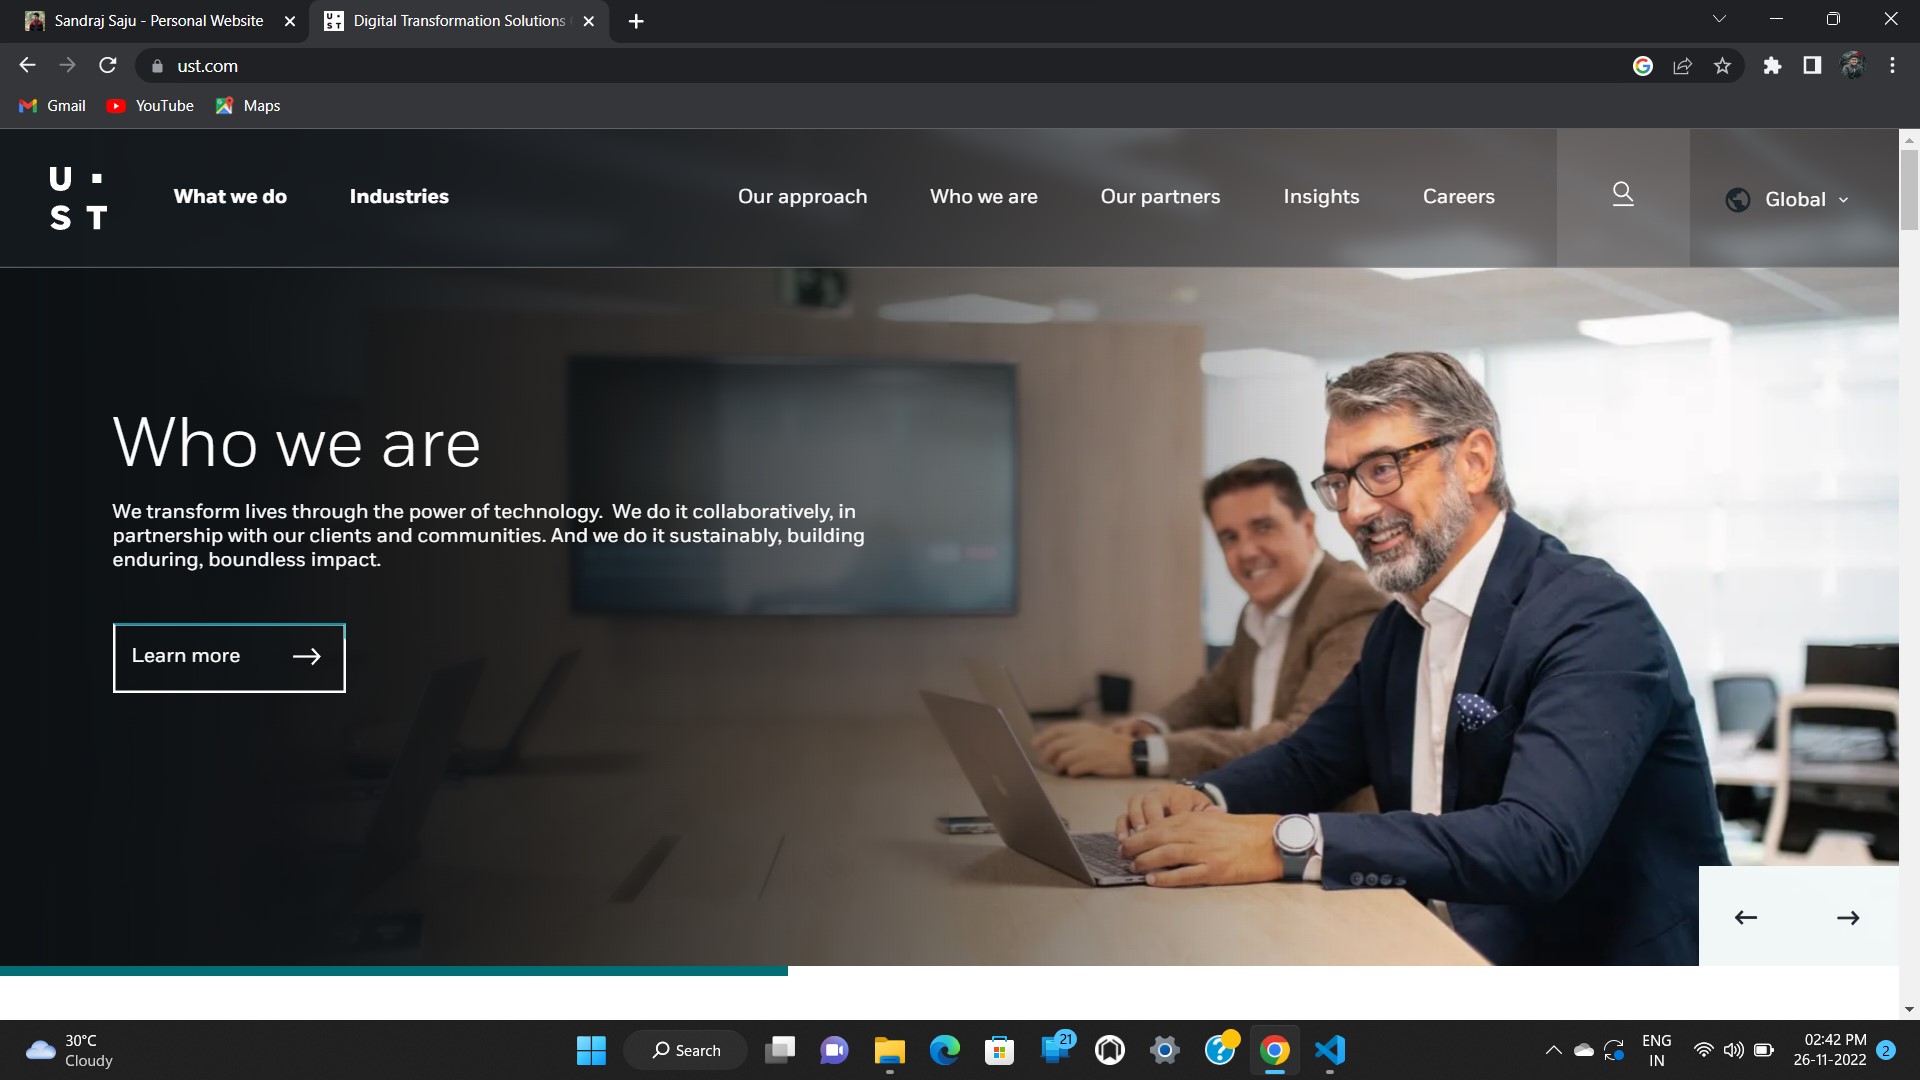 Sandraj Saju - Personal Website
Digital Transformation Solutions
ust.com
Gmail
YouTube
Maps
U ·
S T
What we do
Industries
Our approach
Who we are
Our partners
Insights
Careers
Global
Who we are
We transform lives through the power of technology. We do it collaboratively, in
partnership with our clients and communities. And we do it sustainably, building
enduring, boundless impact.
Learn more
30°C
Cloudy
Search
21
ENG
IN
02:42 PM
26-11-2022
2